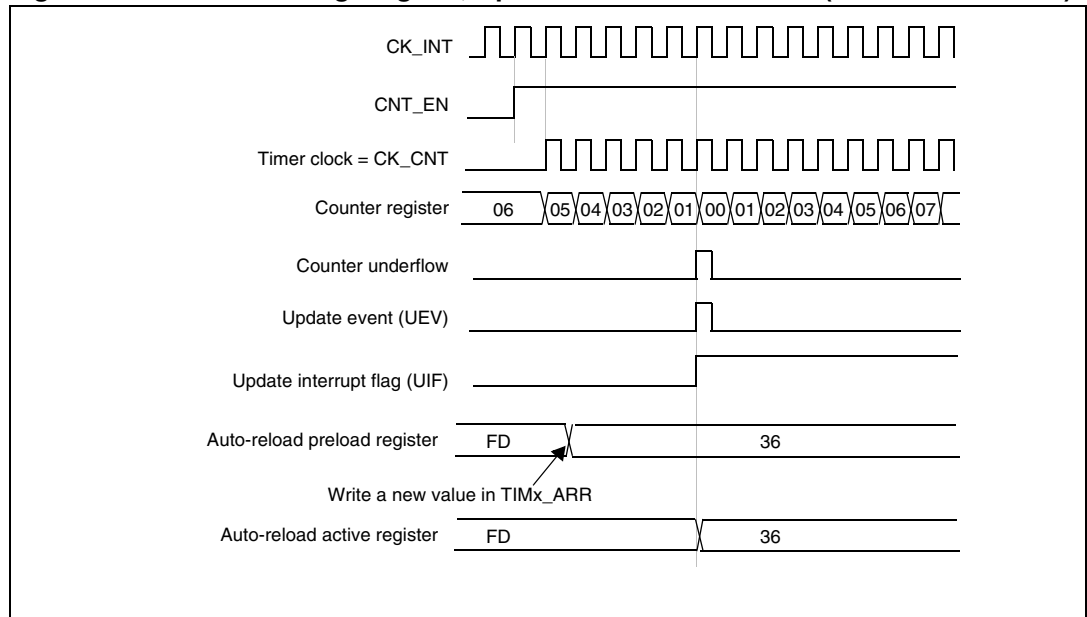 CK_INT
CNT_EN
Timer clock = CK_CNT
Counter register 06 05 04 03 02 01 00 01 02 03 04 05 06 07
Counter underflow
Update event (UEV)
Update interrupt flag (UIF)
Auto-reload preload register FD 36
Write a new value in TIMx_ARR
Auto-reload active register FD 36